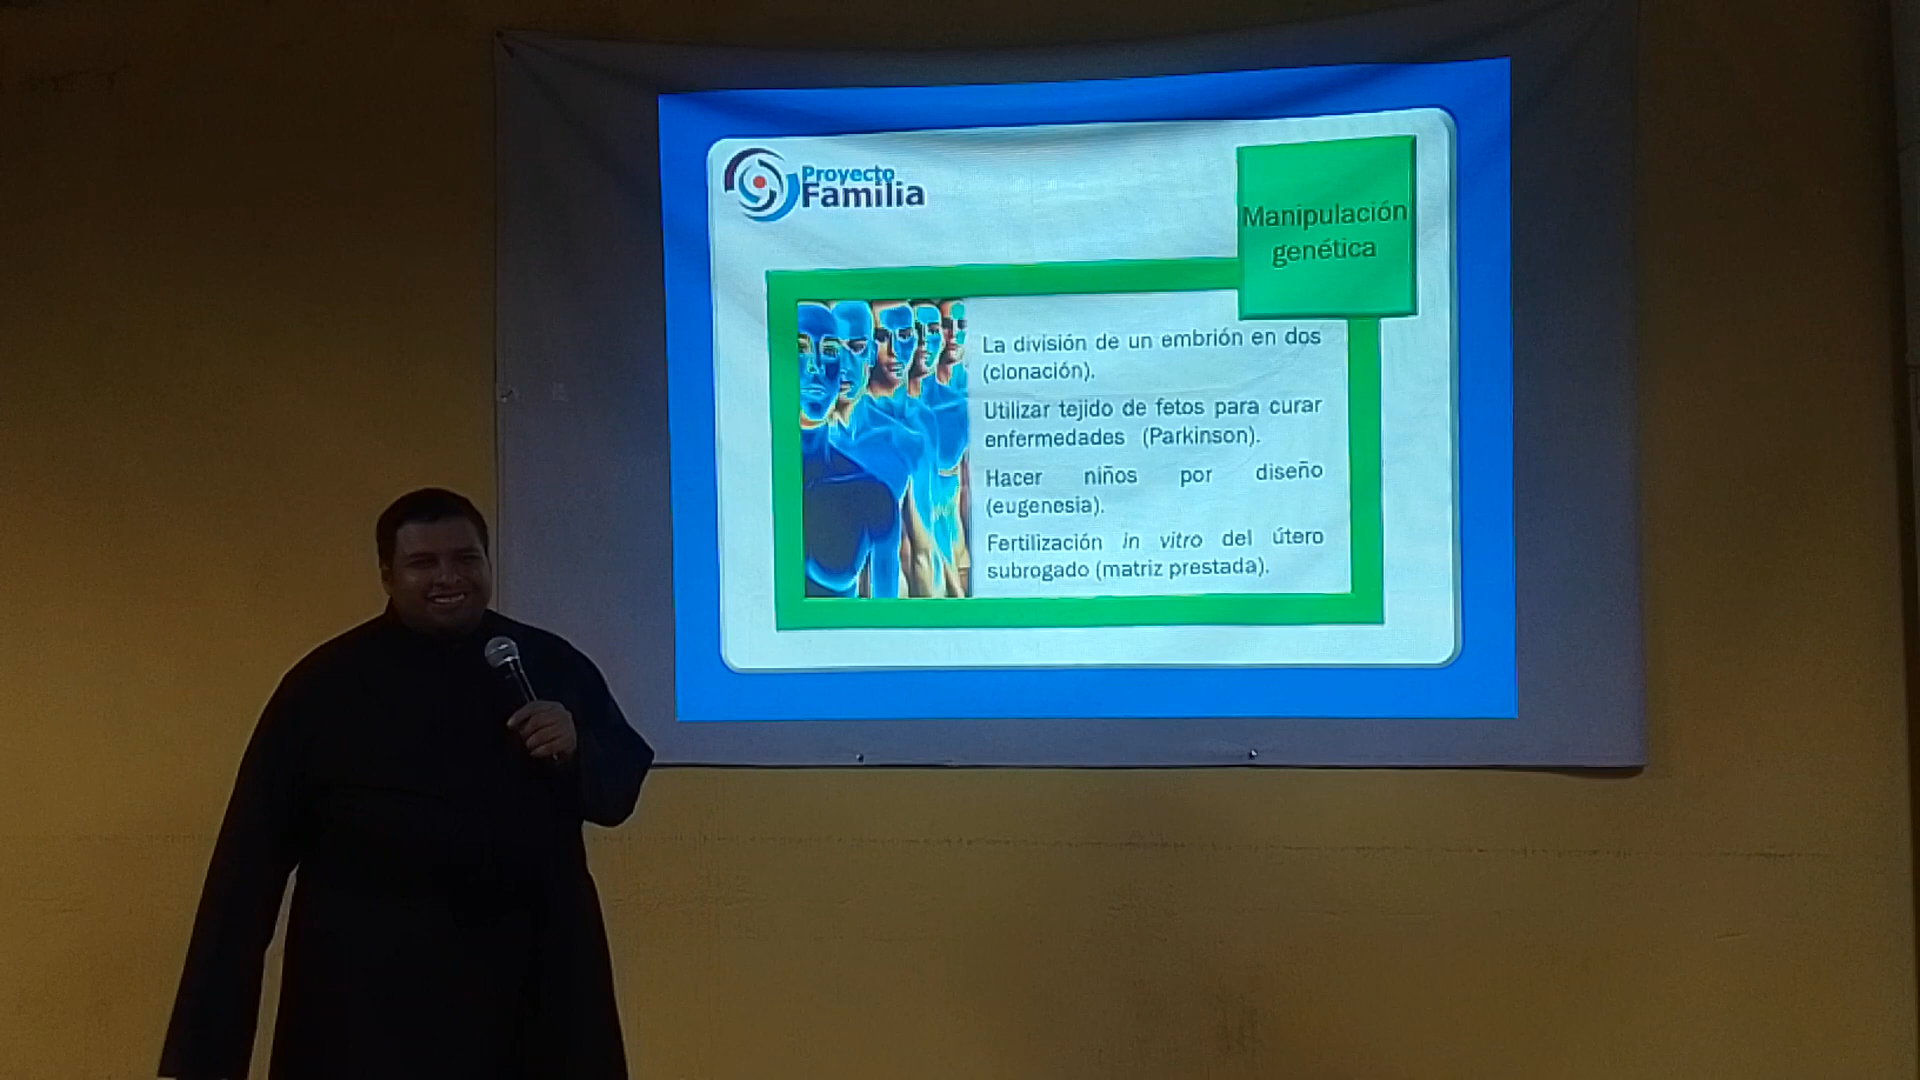 Proyecto
Familia
Manipulación
genética
La división de un embrión en dos
(clonación).
Utilizar tejido de fetos para curar
enfermedades (Parkinson).
Hacer niños por diseño
(eugenesia).
Fertilización in vitro del útero
subrogado (matriz prestada).